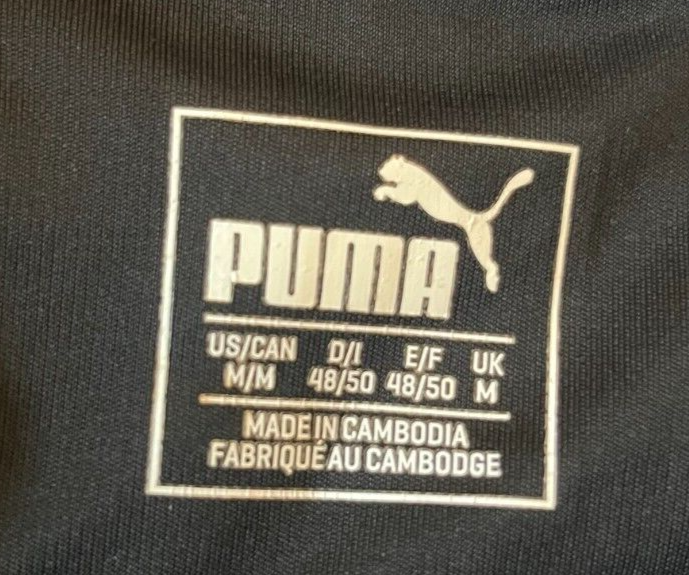 PUMA
US/CAN D/I E/F UK
M/M 48/50 48/50 M
MADE IN CAMBODIA
FABRIQUÉ AU CAMBODGE